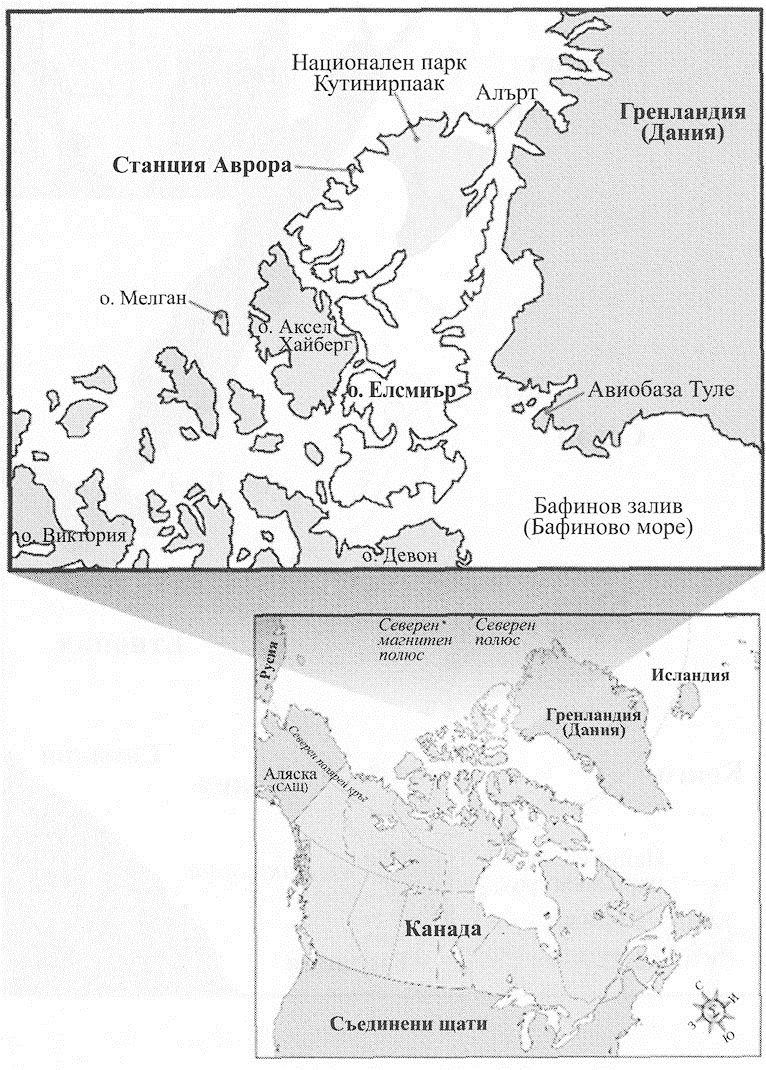 Национален парк
Кутинирпаак
Алърт
Гренландия
(Дания)
Станция Аврора
о. Мелган
о. Аксел
Хайберг
о. Елсмиър
Авиобаза Туле
Бафинов залив
(Бафиново море)
о. Виктория
о. Девон
Северен
магнитен
полюс
Северен
полюс
Русия
Исландия
Гренландия
(Дания)
Северен полярен кръг
Аляска
(САЩ)
Канада
Съединени щати
С
И
З
Ю